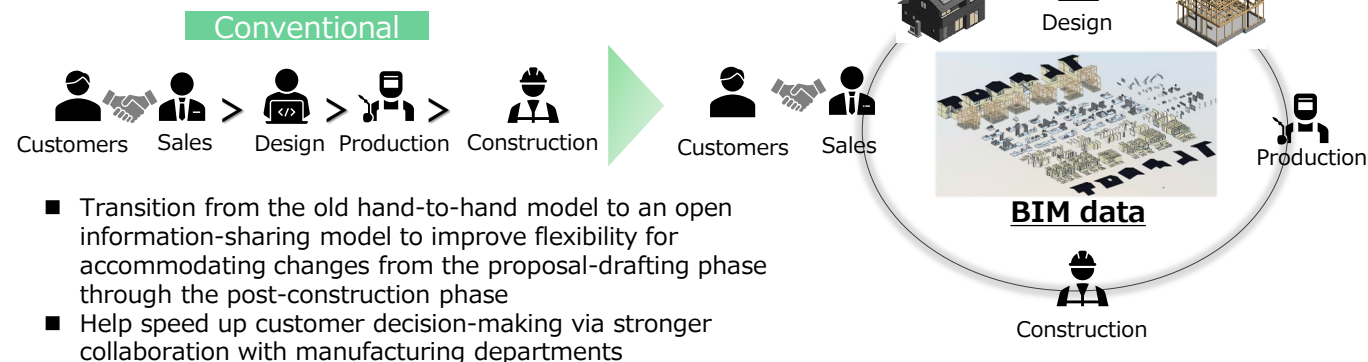 Conventional
Customers
Sales
>
Design
>
Production
>
Construction
■ Transition from the old hand-to-hand model to an open
information-sharing model to improve flexibility for
accommodating changes from the proposal-drafting phase
through the post-construction phase
■ Help speed up customer decision-making via stronger
collaboration with manufacturing departments
Customers
Sales
Design
Production
BIM data
Construction